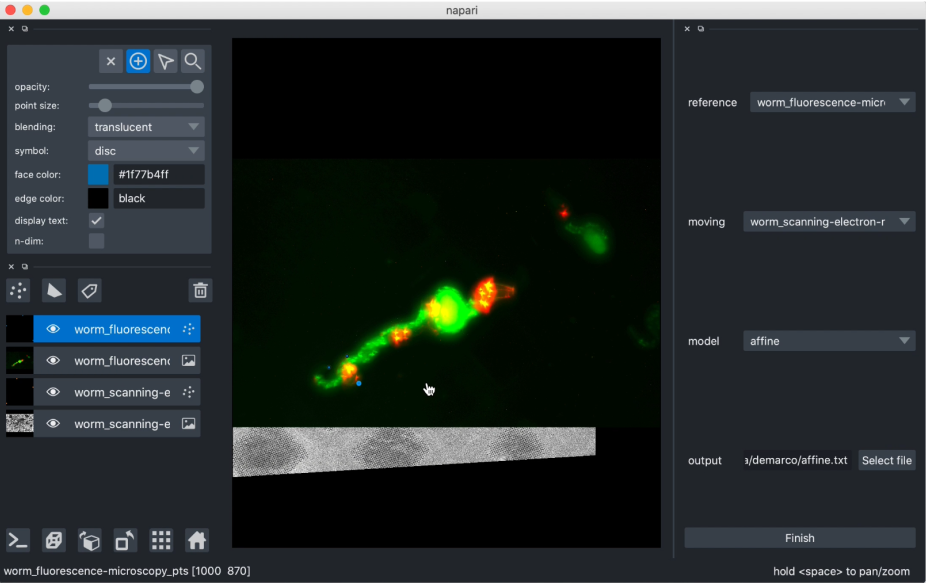 napari
opacity:
point size:
blending: translucent
symbol: disc
face color: #1f77b4ff
edge color: black
display text:
n-dim:
worm_fluorescenc
worm_fluorescenc
worm_scanning-e
worm_scanning-e
reference worm_fluorescence-micr
moving worm_scanning-electron-r
model affine
output a/demarco/affine.txt Select file
Finish
worm_fluorescence-microscopy_pts [1000 870]
hold <space> to pan/zoom